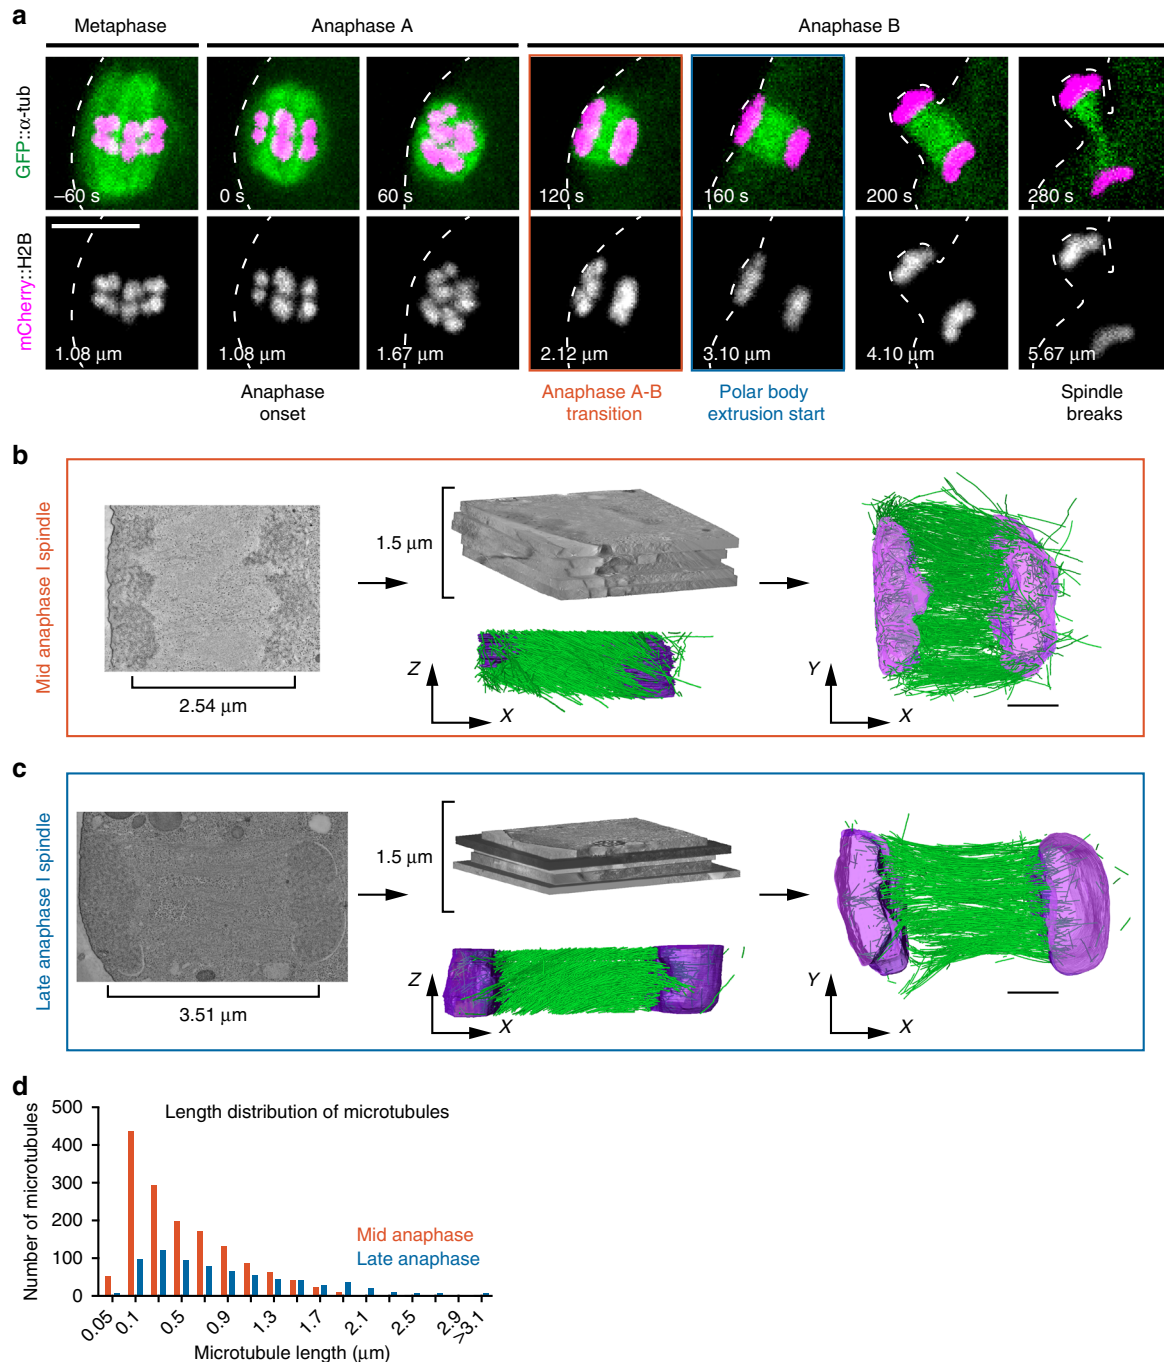 a
Metaphase
Anaphase A
Anaphase B
GFP::α-tub
–60 s
0 s
60 s
120 s
160 s
200 s
280 s
mCherry::H2B
1.08 μm
1.08 μm
1.67 μm
2.12 μm
3.10 μm
4.10 μm
5.67 μm
Anaphase
onset
Anaphase A-B
transition
Polar body
extrusion start
Spindle
breaks
b
Mid anaphase I spindle
2.54 μm
1.5 μm
Z
X
Y
X
c
Late anaphase I spindle
3.51 μm
1.5 μm
Z
X
Y
X
d
Length distribution of microtubules
Number of microtubules
500
400
300
200
100
0
Mid anaphase
Late anaphase
0.05
0.1
0.5
0.9
1.3
1.7
2.1
2.5
2.9
>3.1
Microtubule length (μm)